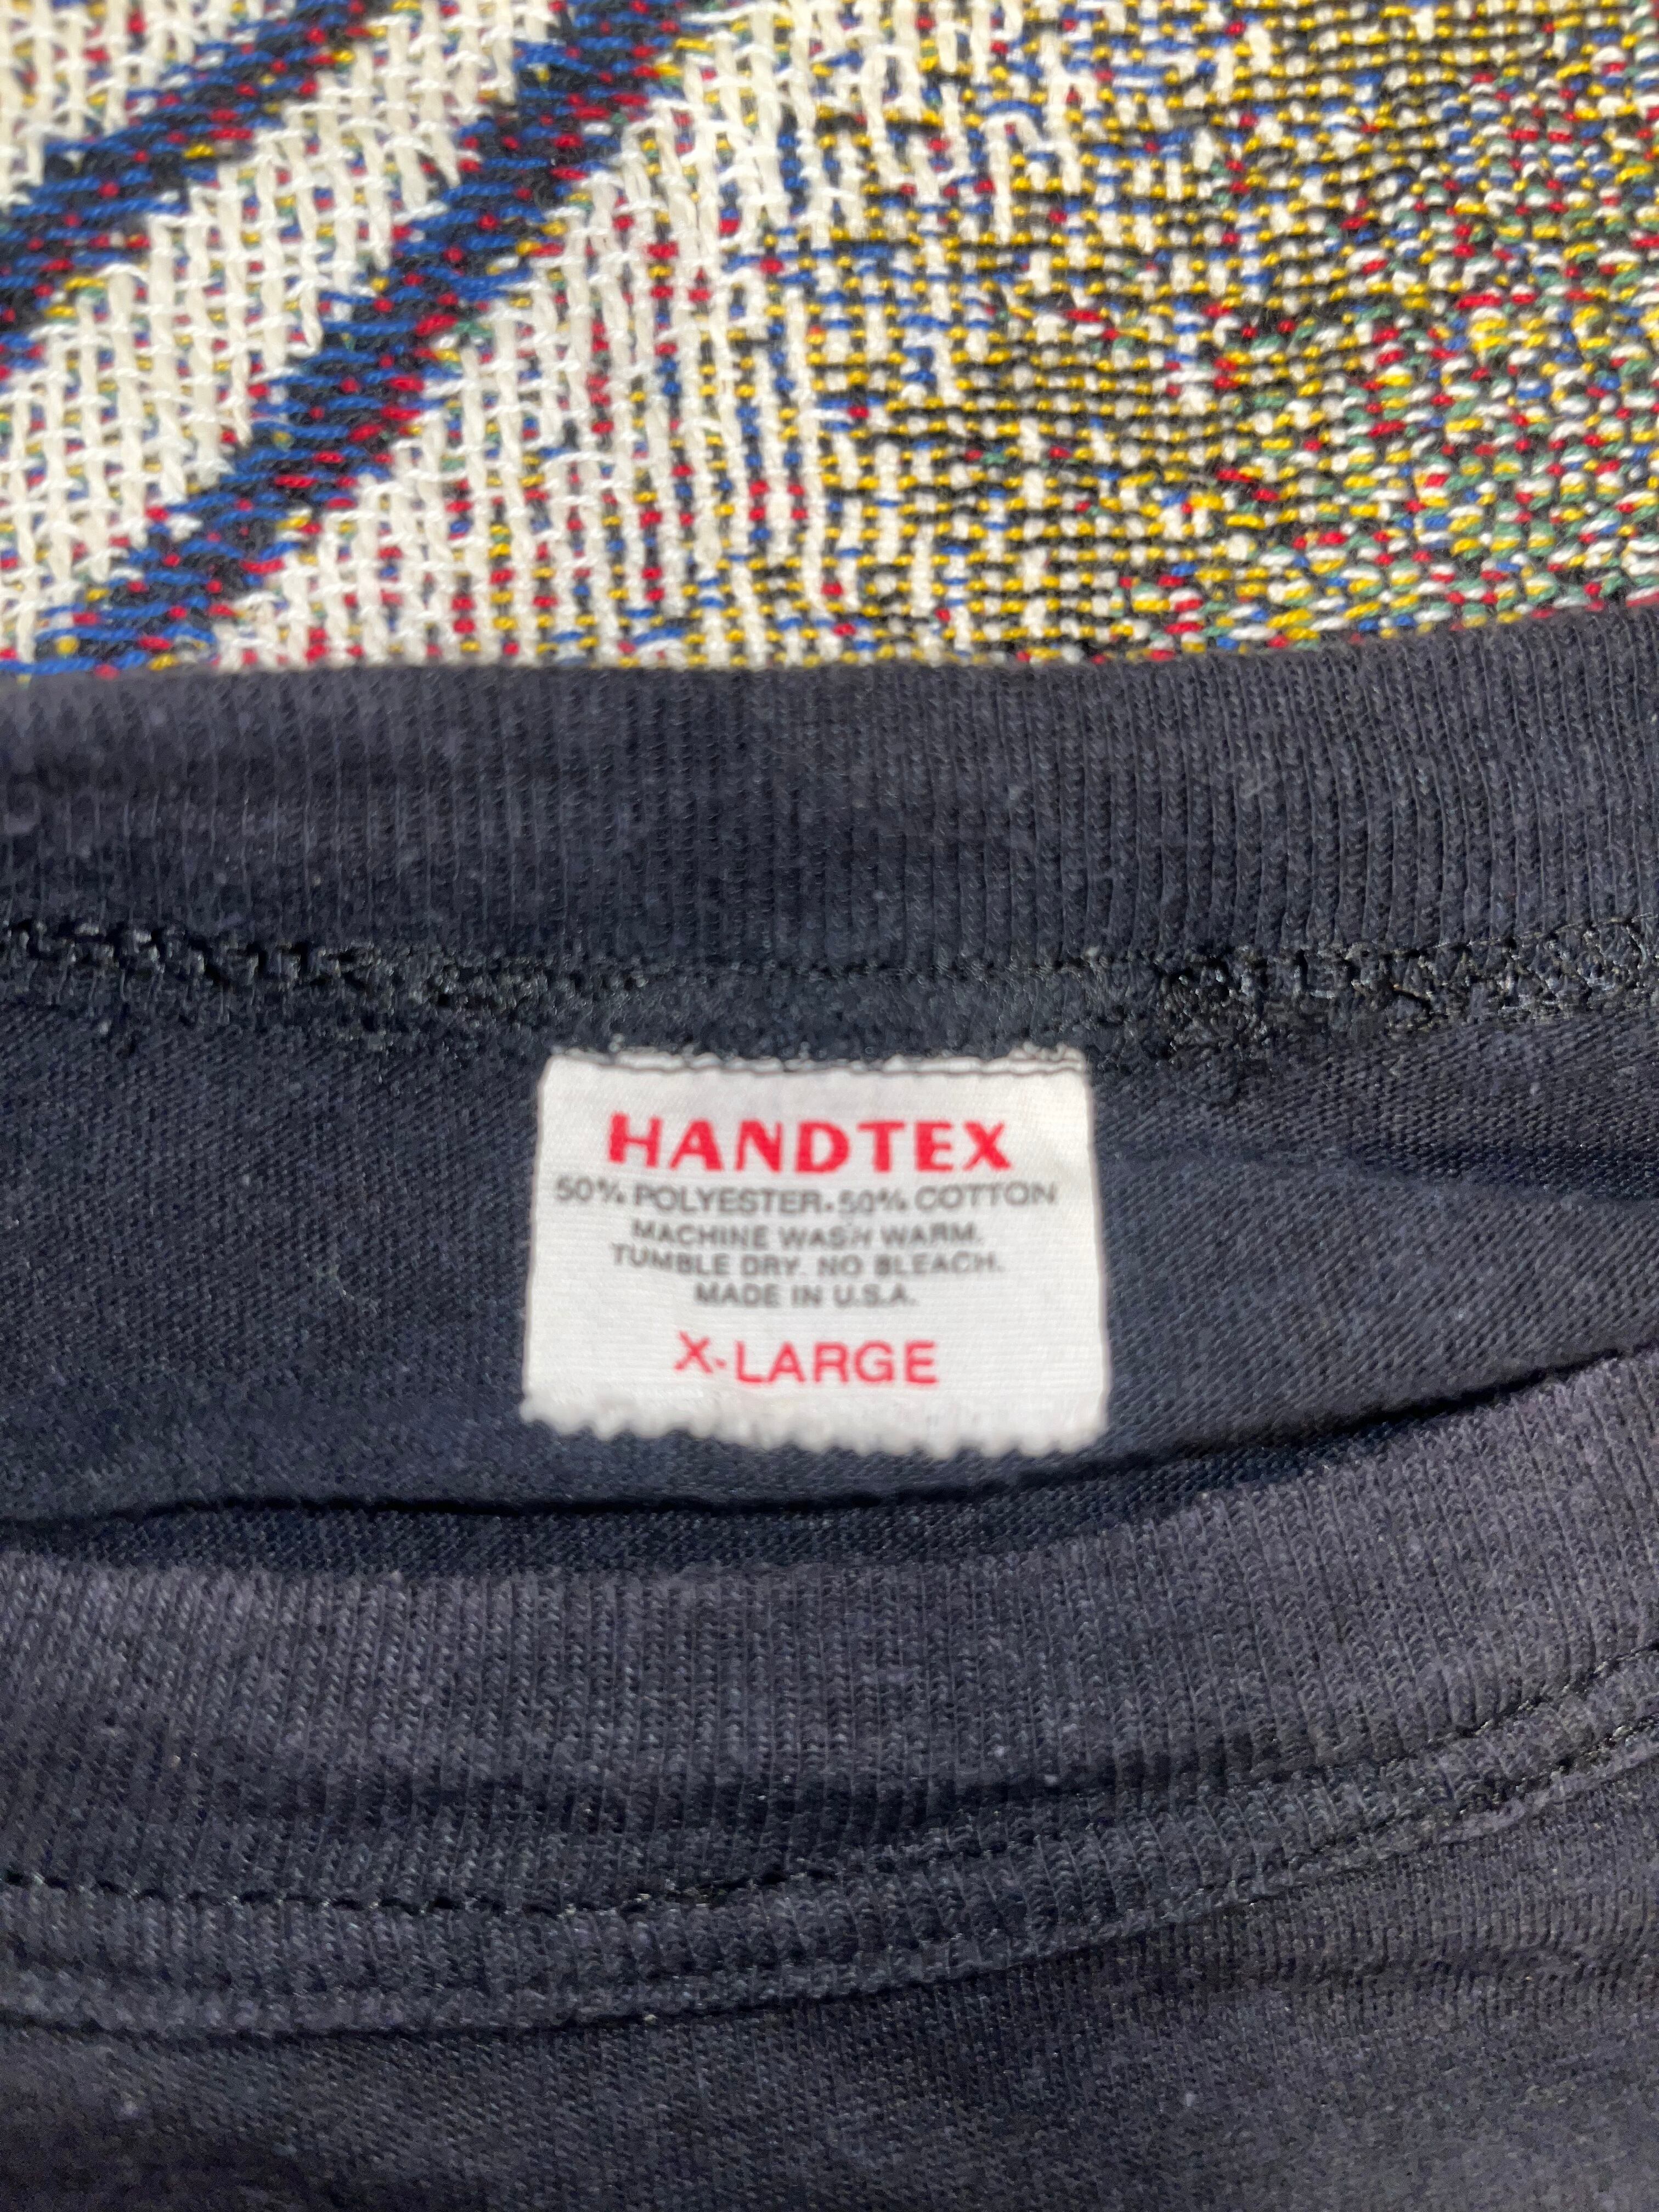 HANDTEX
50% POLYESTER-50% COTTON
MACHINE WASH WARM.
TUMBLE DRY. NO BLEACH.
MADE IN U.S.A.
X-LARGE